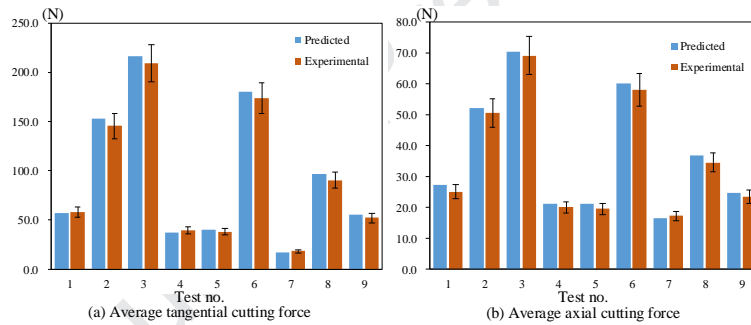 (N)
250.0
200.0
150.0
100.0
50.0
0.0
Predicted
Experimental
1 2 3 4 5 6 7 8 9
Test no.
(a) Average tangential cutting force
(N)
80.0
70.0
60.0
50.0
40.0
30.0
20.0
10.0
0.0
Predicted
Experimental
1 2 3 4 5 6 7 8 9
Test no.
(b) Average axial cutting force